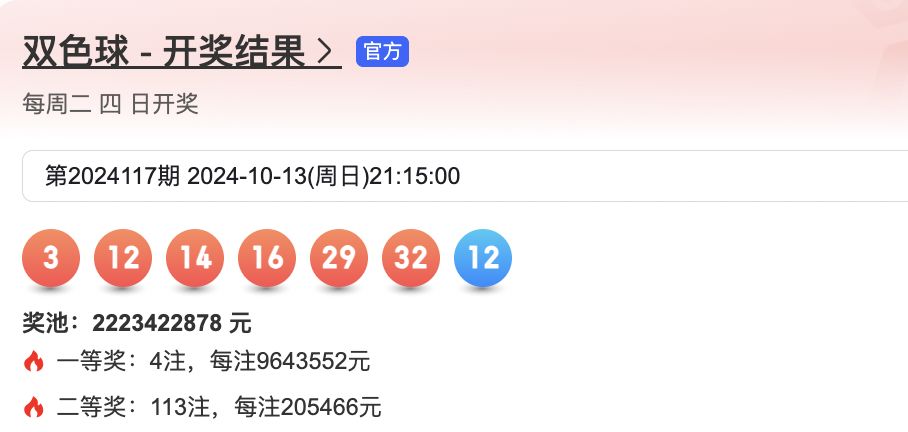 双色球 - 开奖结果 官方
每周二 四 日开奖
第2024117期 2024-10-13(周日)21:15:00
3 12 14 16 29 32 12
奖池：2223422878 元
一等奖：4注，每注9643552元
二等奖：113注，每注205466元